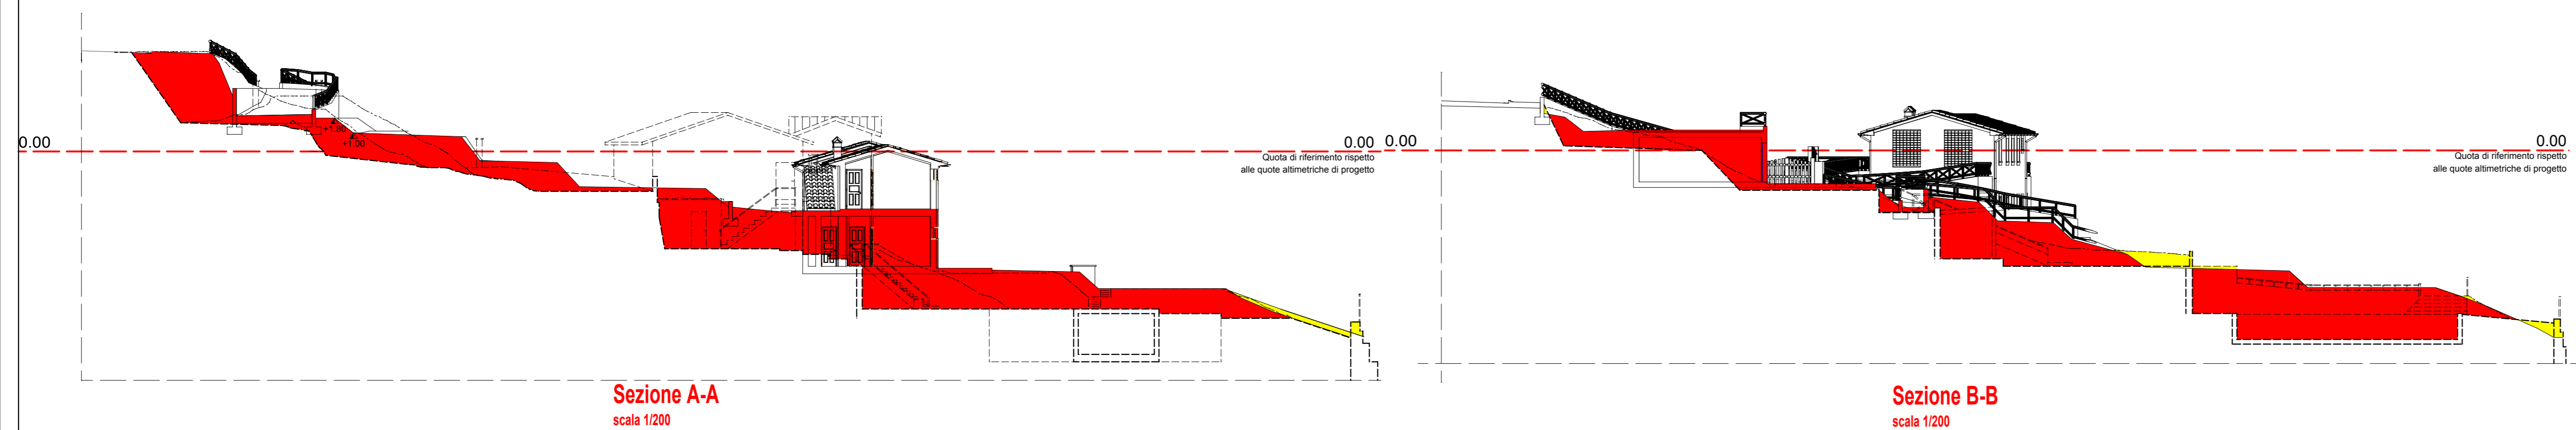 0.00
+1.80
+1.00
0.00
Quota di riferimento rispetto
alle quote altimetriche di progetto
Sezione A-A
scala 1/200
0.00
0.00
Quota di riferimento rispetto
alle quote altimetriche di progetto
Sezione B-B
scala 1/200